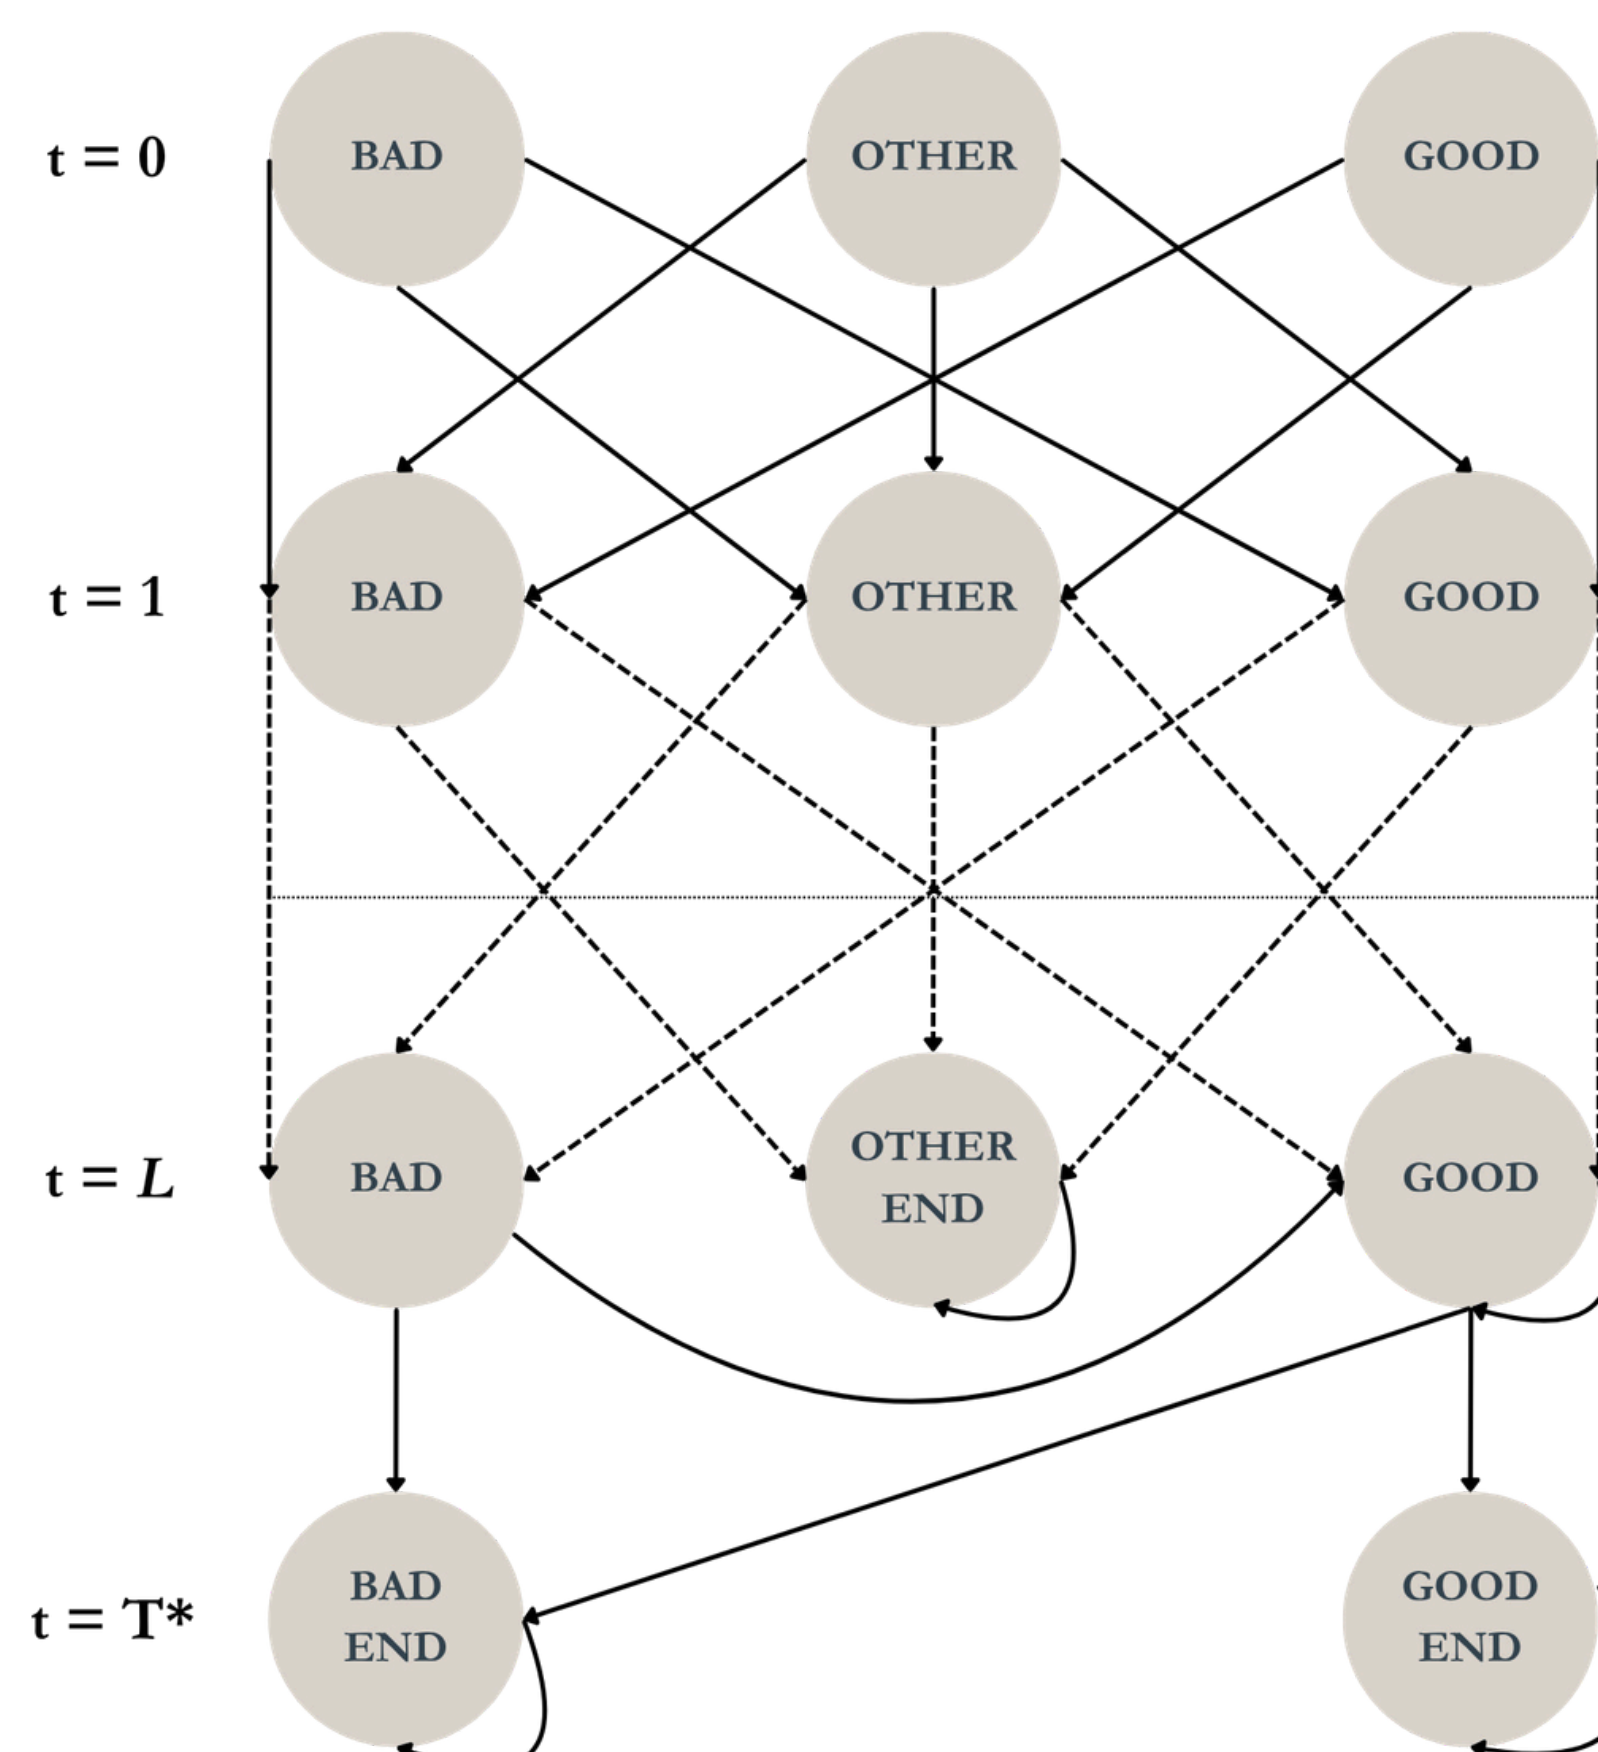 t = 0
BAD
OTHER
GOOD
t = 1
BAD
OTHER
GOOD
t = L
BAD
OTHER
END
GOOD
t = T*
BAD
END
GOOD
END